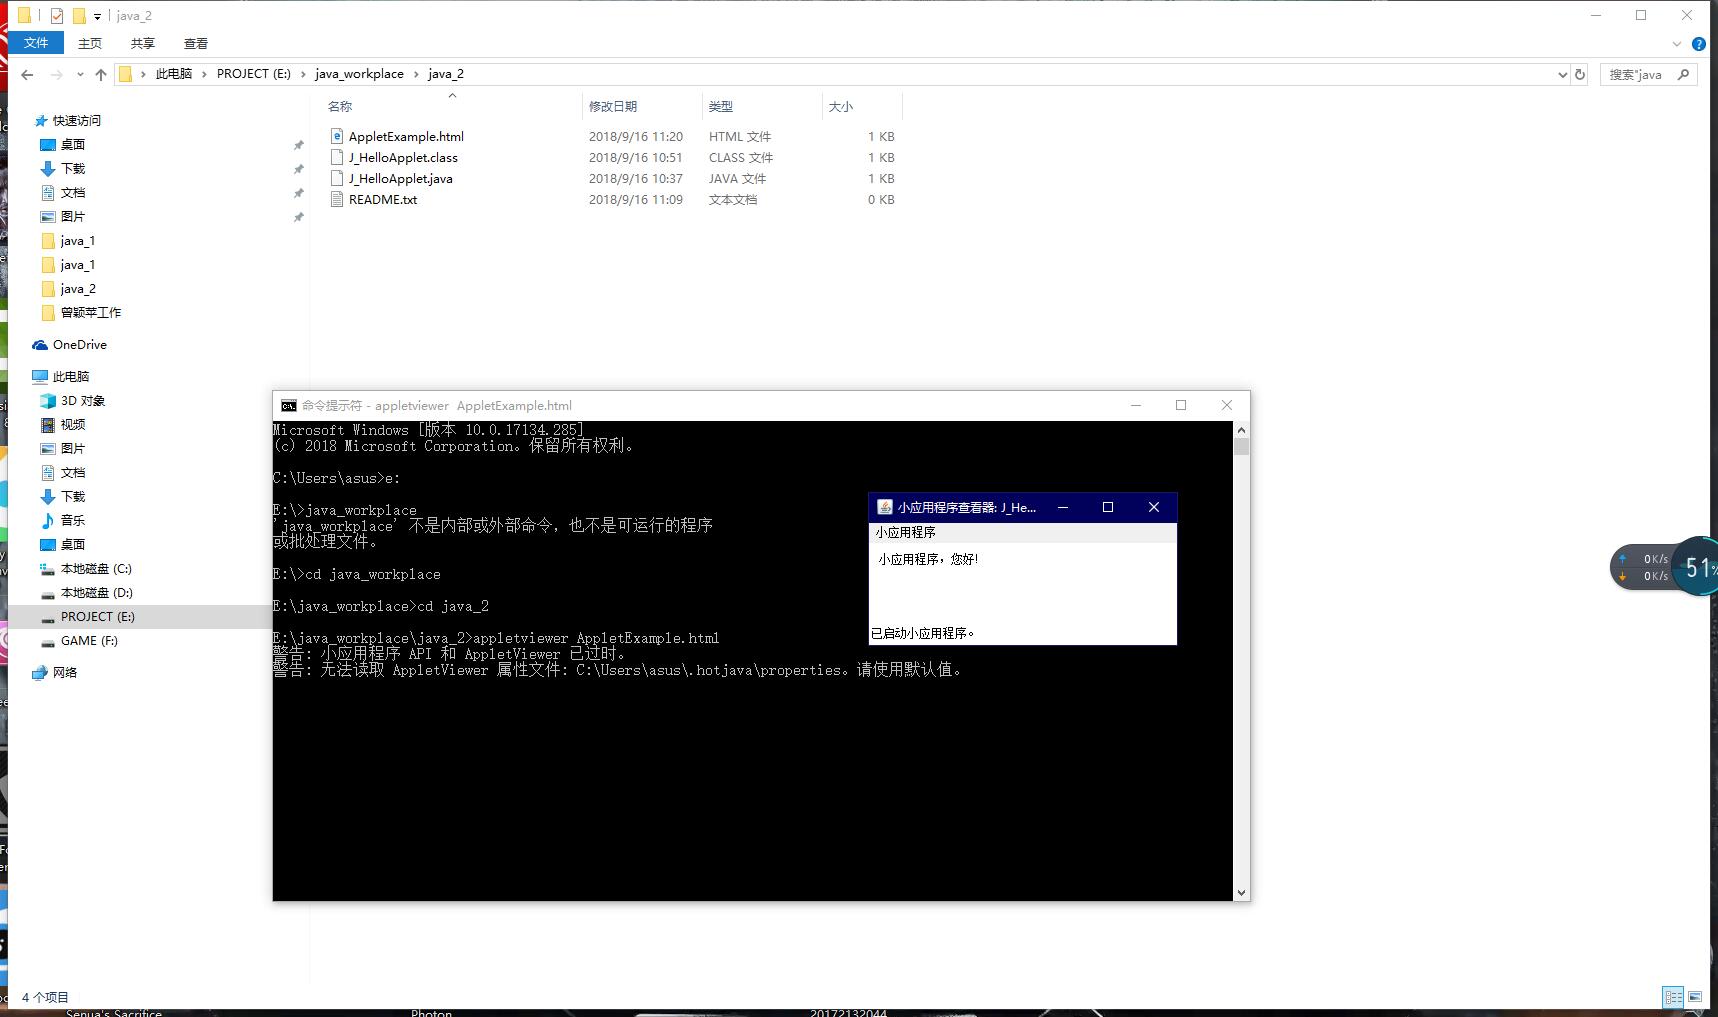 java_2
文件 主页 共享 查看
此电脑 PROJECT (E:) java_workplace java_2
搜索"java
名称 修改日期 类型 大小
AppletExample.html 2018/9/16 11:20 HTML 文件 1 KB
J_HelloApplet.class 2018/9/16 10:51 CLASS 文件 1 KB
J_HelloApplet.java 2018/9/16 10:37 JAVA 文件 1 KB
README.txt 2018/9/16 11:09 文本文档 0 KB
快速访问
桌面
下载
文档
图片
java_1
java_1
java_2
曾颖苹工作
OneDrive
此电脑
3D 对象
视频
图片
文档
下载
音乐
桌面
本地磁盘 (C:)
本地磁盘 (D:)
PROJECT (E:)
GAME (F:)
网络
命令提示符 - appletviewer  AppletExample.html
Microsoft Windows [版本 10.0.17134.285]
(c) 2018 Microsoft Corporation。保留所有权利。
C:\Users\asus>e:
E:\>java_workplace
'java_workplace' 不是内部或外部命令，也不是可运行的程序
或批处理文件。
E:\>cd java_workplace
E:\java_workplace>cd java_2
E:\java_workplace\java_2>appletviewer AppletExample.html
警告: 小应用程序 API 和 AppletViewer 已过时。
警告: 无法读取 AppletViewer 属性文件: C:\Users\asus\.hotjava\properties。请使用默认值。
小应用程序查看器: J_He...
小应用程序
小应用程序，您好!
已启动小应用程序。
0K/s
0K/s
51%
4 个项目
Senua's Sacrifice
Photon
20172132044